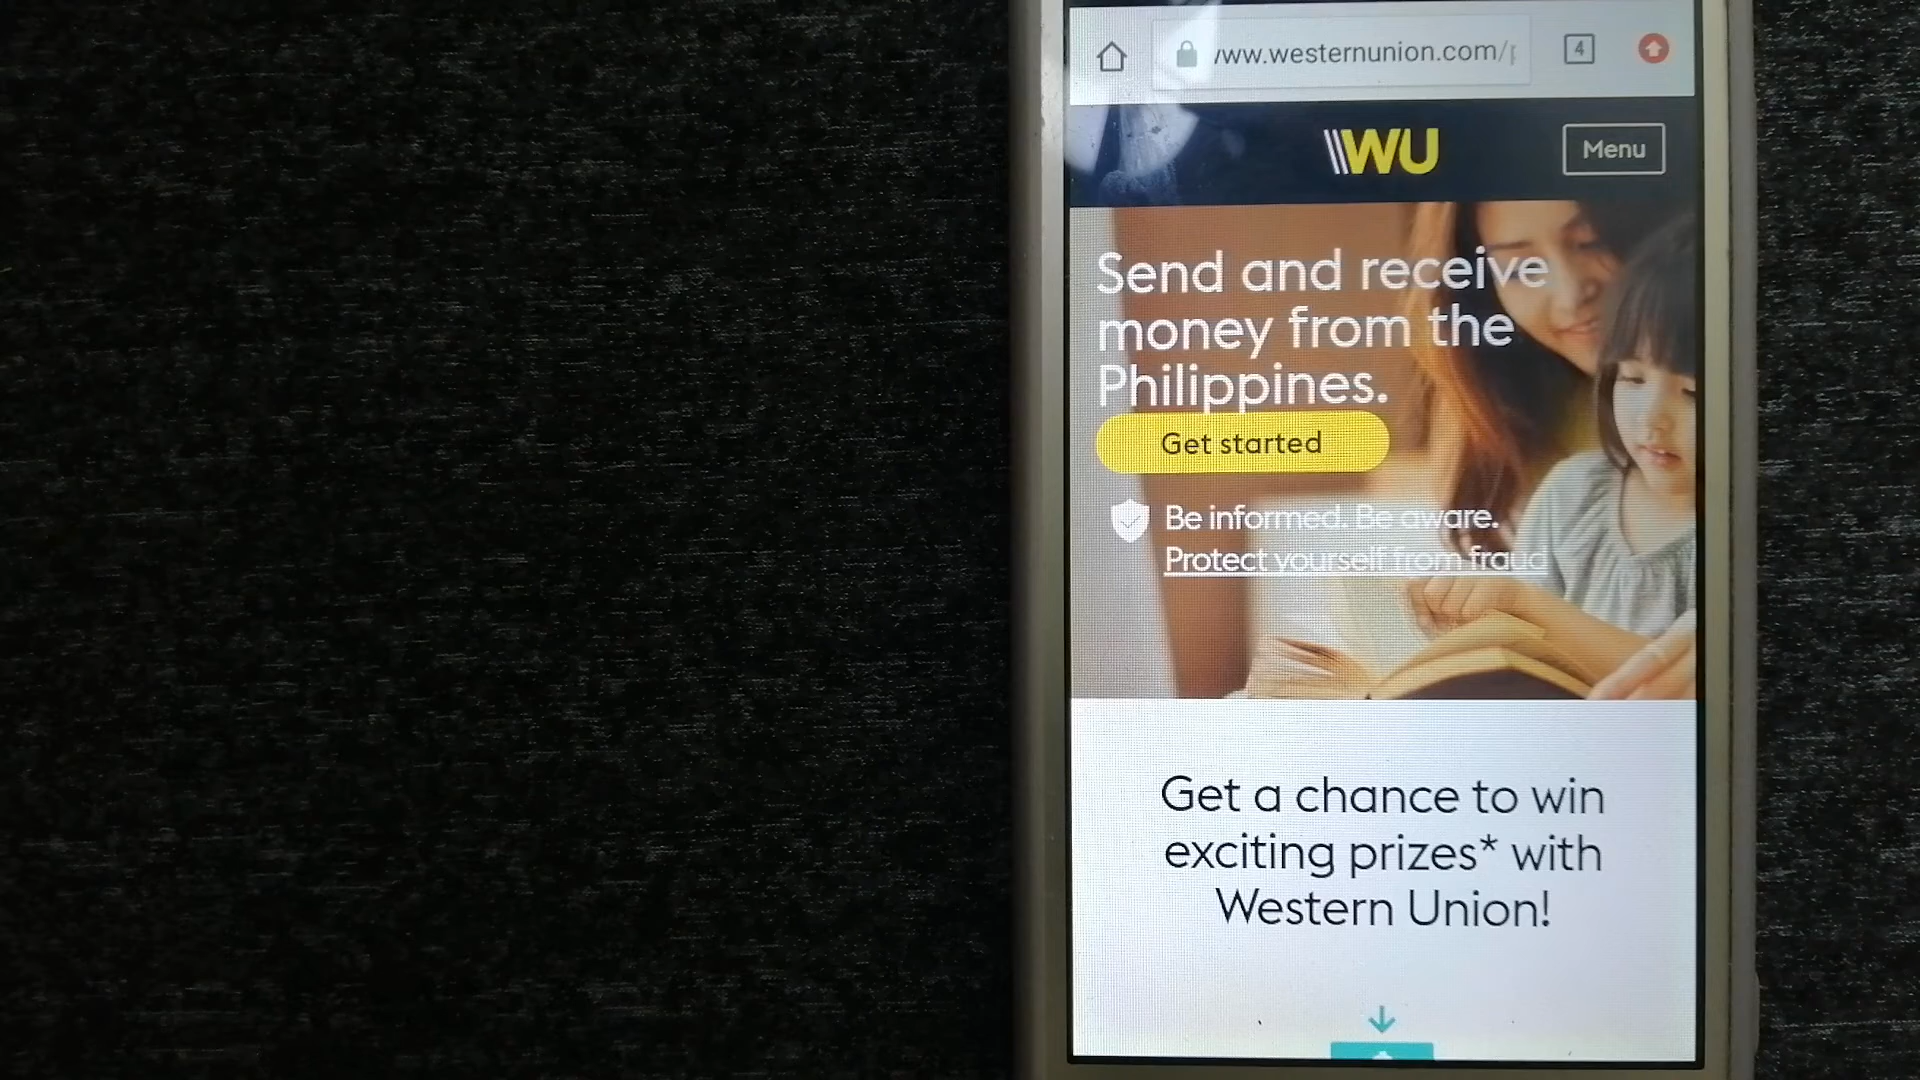 www.westernunion.com/
4
WU
Menu
Send and receive
money from the
Philippines.
Get started
Be informed. Be aware.
Protect yourself from fraud
Get a chance to win
exciting prizes* with
Western Union!